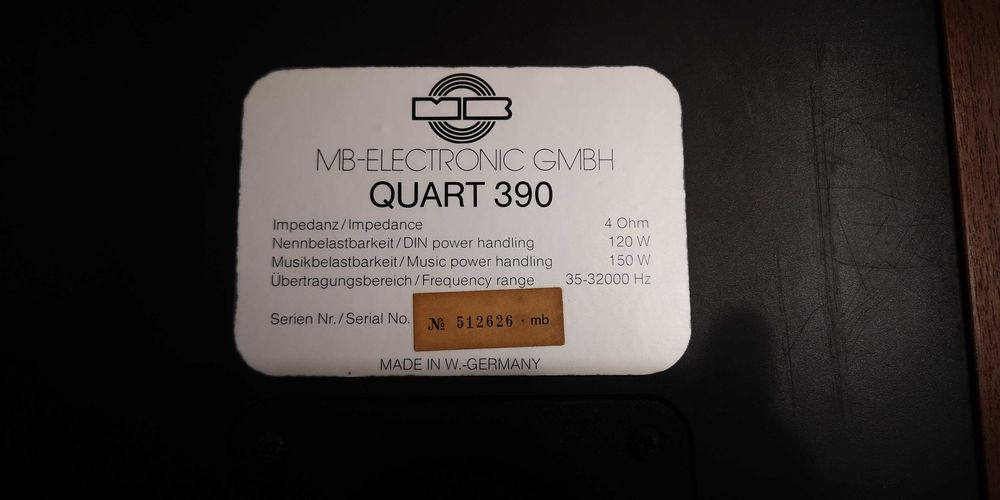 MB
MB-ELECTRONIC GMBH
QUART 390
Impedanz/Impedance 4 Ohm
Nennbelastbarkeit/DIN power handling 120 W
Musikbelastbarkeit/Music power handling 150 W
Übertragungsbereich/Frequency range 35-32000 Hz
Serien Nr./Serial No. № 512626 · mb
MADE IN W.-GERMANY